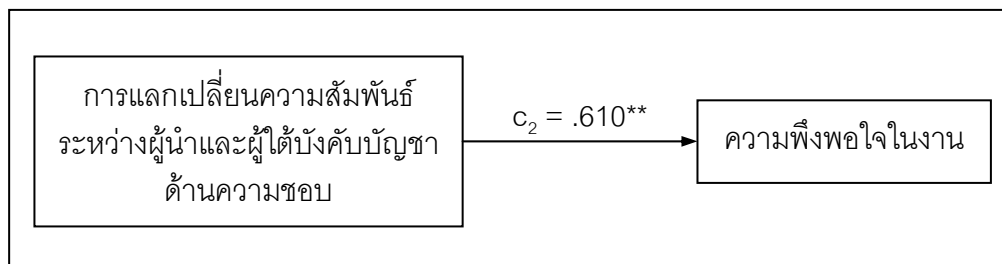 การแลกเปลี่ยนความสัมพันธ์
ระหว่างผู้นำและผู้ใต้บังคับบัญชา
ด้านความชอบ
c₂ = .610**
ความพึงพอใจในงาน